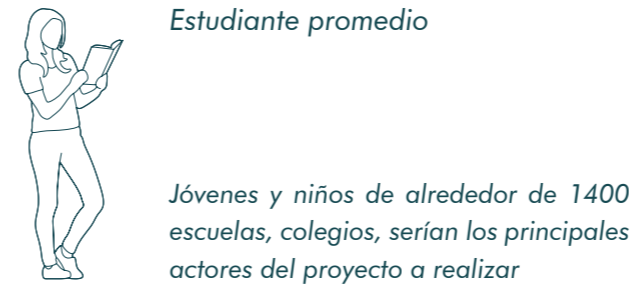 Estudiante promedio
Jóvenes y niños de alrededor de 1400
escuelas, colegios, serían los principales
actores del proyecto a realizar